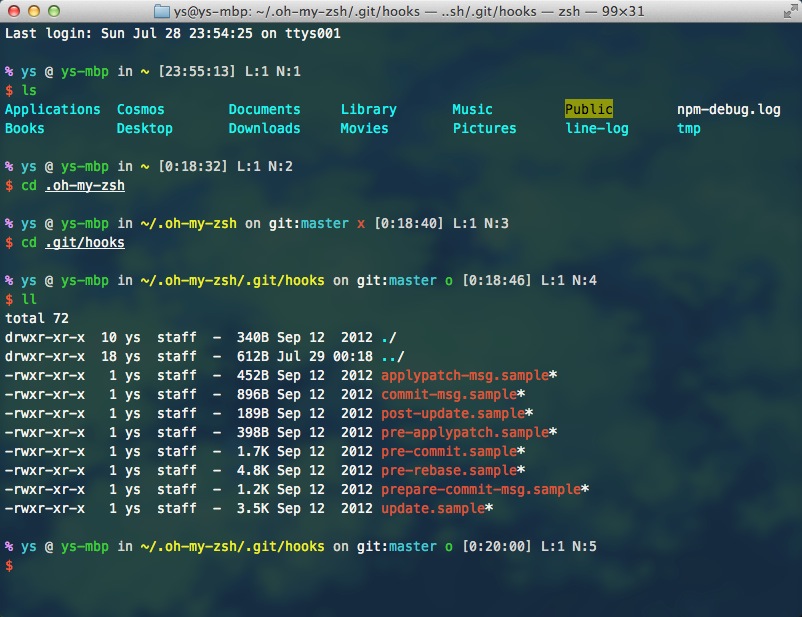 ys@ys-mbp: ~/.oh-my-zsh/.git/hooks — ..sh/.git/hooks — zsh — 99×31
Last login: Sun Jul 28 23:54:25 on ttys001
% ys @ ys-mbp in ~ [23:55:13] L:1 N:1
$ ls
Applications Cosmos Documents Library Music Public npm-debug.log
Books Desktop Downloads Movies Pictures line-log tmp
% ys @ ys-mbp in ~ [0:18:32] L:1 N:2
$ cd .oh-my-zsh
% ys @ ys-mbp in ~/.oh-my-zsh on git:master x [0:18:40] L:1 N:3
$ cd .git/hooks
% ys @ ys-mbp in ~/.oh-my-zsh/.git/hooks on git:master o [0:18:46] L:1 N:4
$ ll
total 72
drwxr-xr-x 10 ys staff - 340B Sep 12 2012 ./
drwxr-xr-x 18 ys staff - 612B Jul 29 00:18 ../
-rwxr-xr-x 1 ys staff - 452B Sep 12 2012 applypatch-msg.sample*
-rwxr-xr-x 1 ys staff - 896B Sep 12 2012 commit-msg.sample*
-rwxr-xr-x 1 ys staff - 189B Sep 12 2012 post-update.sample*
-rwxr-xr-x 1 ys staff - 398B Sep 12 2012 pre-applypatch.sample*
-rwxr-xr-x 1 ys staff - 1.7K Sep 12 2012 pre-commit.sample*
-rwxr-xr-x 1 ys staff - 4.8K Sep 12 2012 pre-rebase.sample*
-rwxr-xr-x 1 ys staff - 1.2K Sep 12 2012 prepare-commit-msg.sample*
-rwxr-xr-x 1 ys staff - 3.5K Sep 12 2012 update.sample*
% ys @ ys-mbp in ~/.oh-my-zsh/.git/hooks on git:master o [0:20:00] L:1 N:5
$